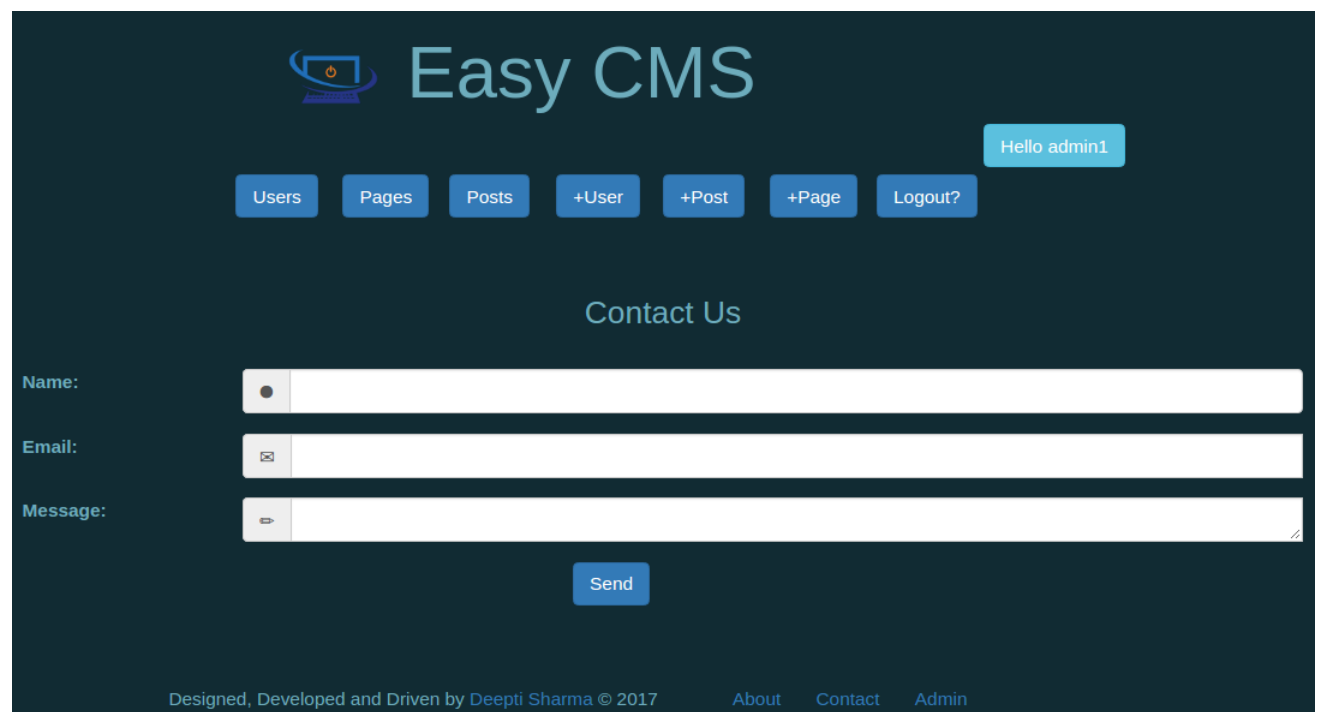 Easy CMS
Hello admin1
Users Pages Posts +User +Post +Page Logout?
Contact Us
Name:
Email:
Message:
Send
Designed, Developed and Driven by Deepti Sharma © 2017 About Contact Admin